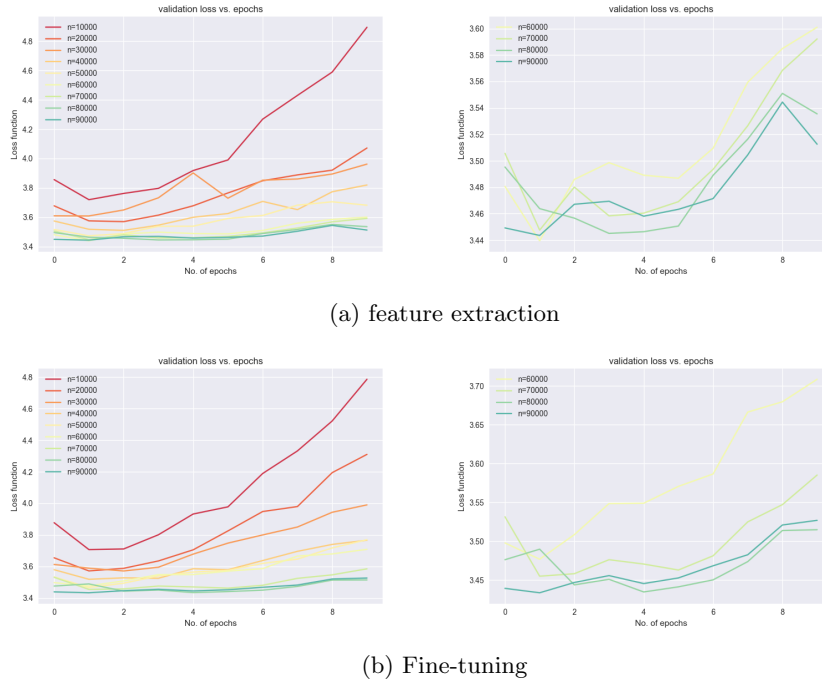 validation loss vs. epochs
n=10000
n=20000
n=30000
n=40000
n=50000
n=60000
n=70000
n=80000
n=90000
4.8
4.6
4.4
4.2
4.0
3.8
3.6
3.4
Loss function
0 2 4 6 8
No. of epochs
validation loss vs. epochs
n=60000
n=70000
n=80000
n=90000
3.60
3.58
3.56
3.54
3.52
3.50
3.48
3.46
3.44
Loss function
0 2 4 6 8
No. of epochs
(a) feature extraction
validation loss vs. epochs
n=10000
n=20000
n=30000
n=40000
n=50000
n=60000
n=70000
n=80000
n=90000
4.8
4.6
4.4
4.2
4.0
3.8
3.6
3.4
Loss function
0 2 4 6 8
No. of epochs
validation loss vs. epochs
n=60000
n=70000
n=80000
n=90000
3.70
3.65
3.60
3.55
3.50
3.45
Loss function
0 2 4 6 8
No. of epochs
(b) Fine-tuning